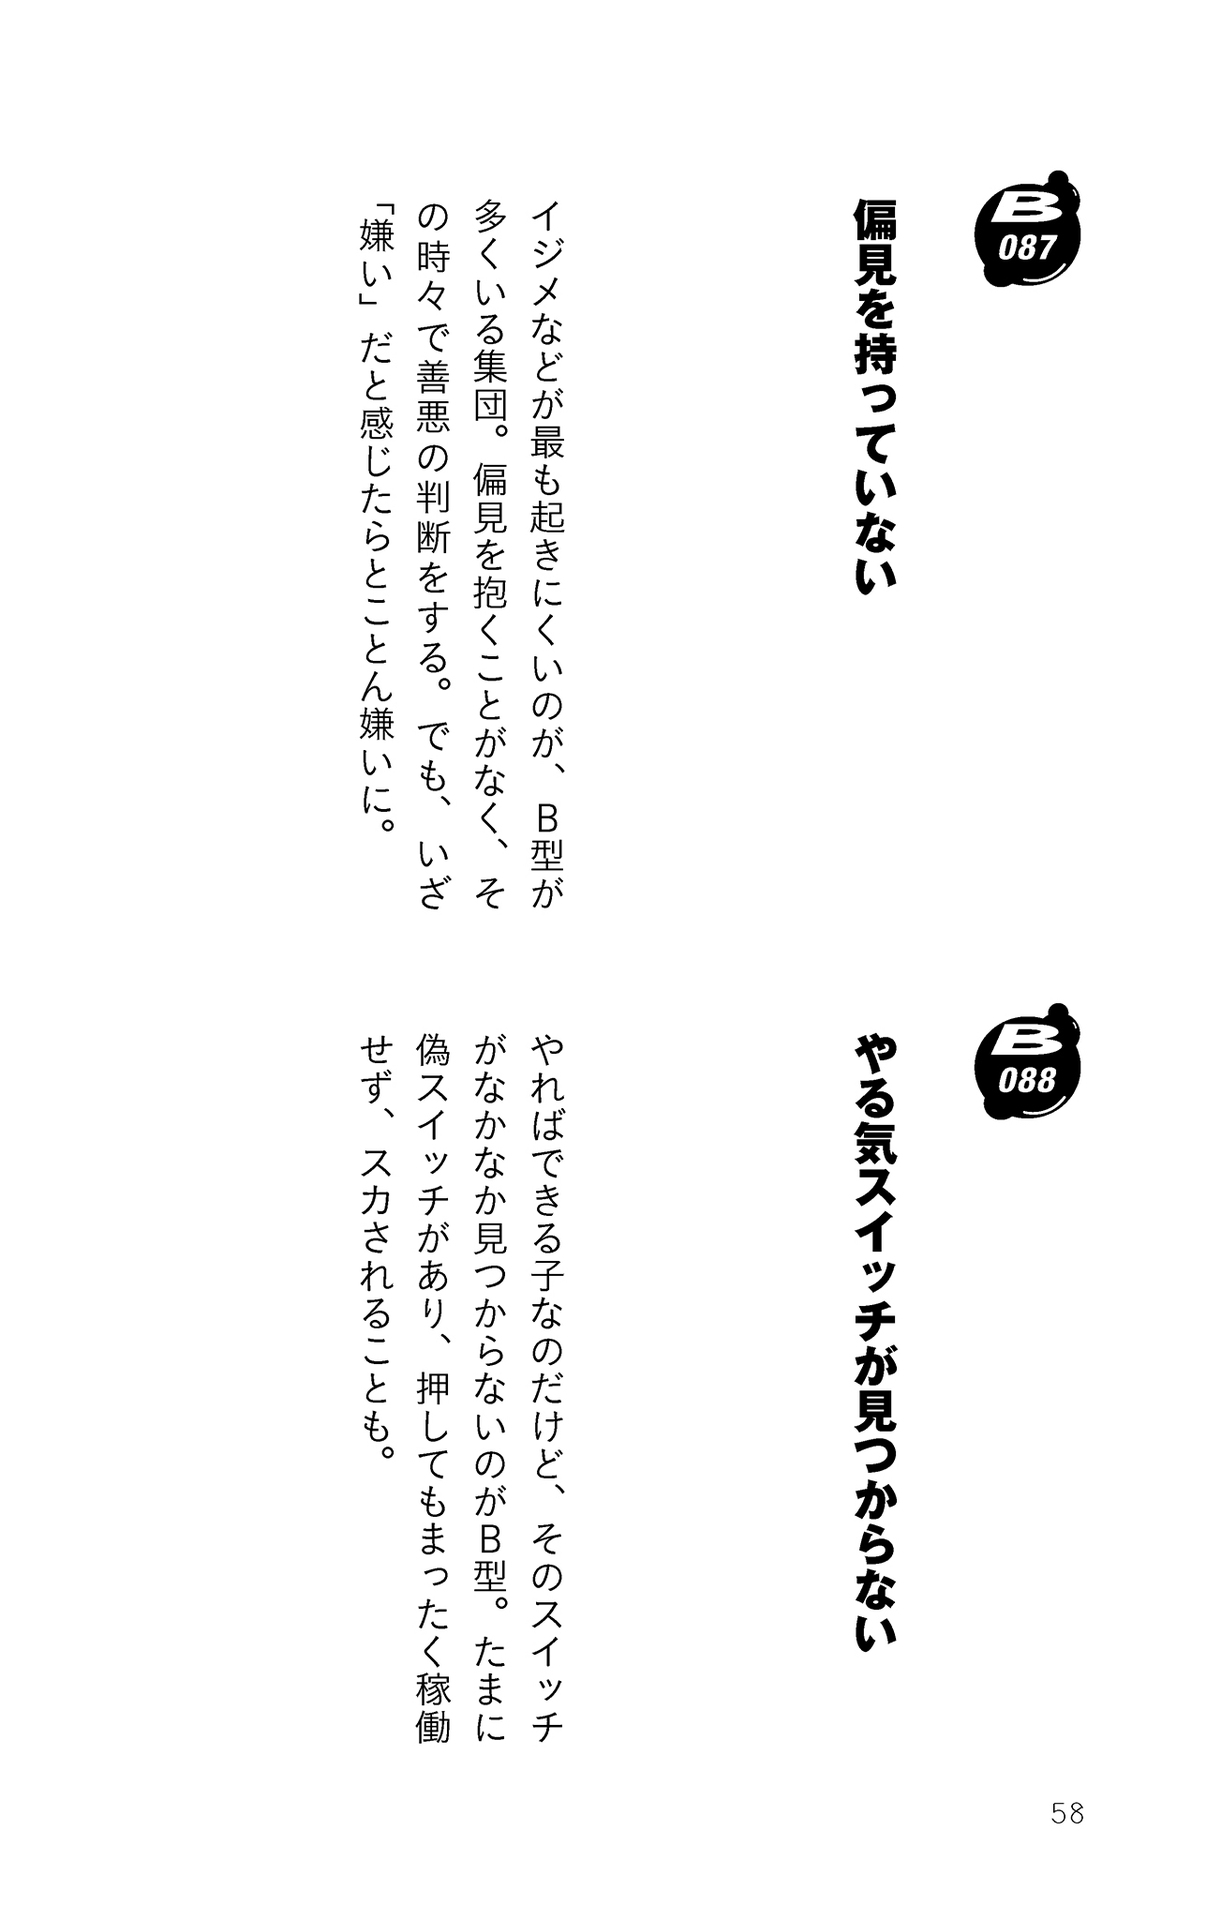 B
087
偏見を持っていない
イジメなどが最も起きにくいのが、B型が
多くいる集団。偏見を抱くことがなく、そ
の時々で善悪の判断をする。でも、いざ
「嫌い」だと感じたらとことん嫌いに。
B
088
やる気スイッチが見つからない
やればできる子なのだけど、そのスイッチ
がなかなか見つからないのがB型。たまに
偽スイッチがあり、押してもまったく稼働
せず、スカされることも。
58